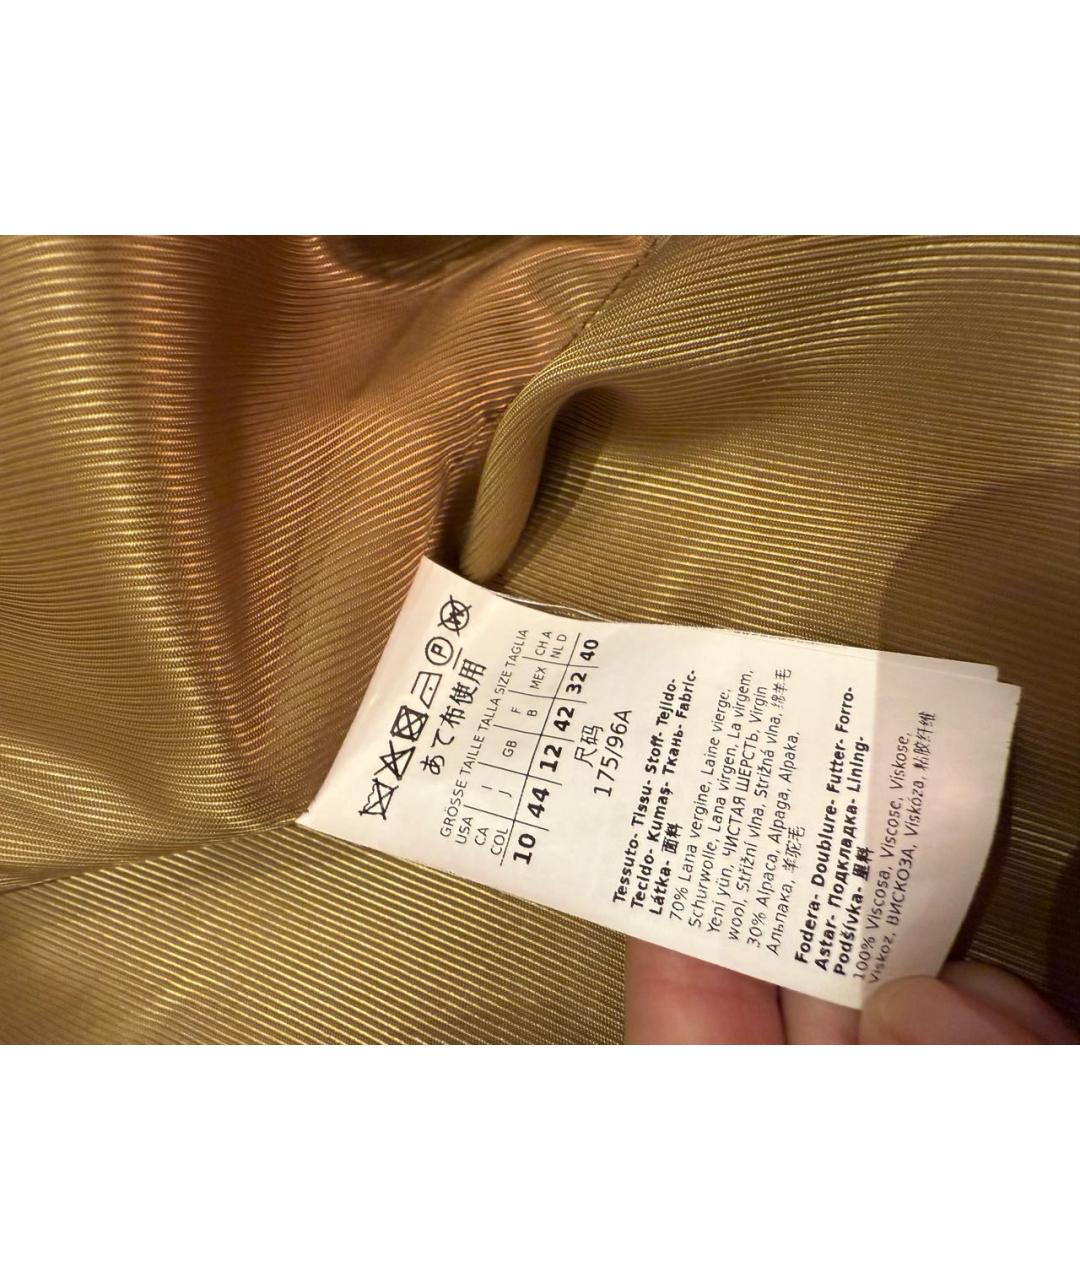 P W
あて布使用
GRÖSSE TAILLE TALLA SIZE TAGLIA
USA I GB F MEX CH A
CA J B NL D
COL
10 44 12 42 32 40
尺码
175/96A
Tessuto- Tissu- Stoff- Tejido-
Tecido- Kumaş- Ткань- Fabric-
Látka- 面料
70% Lana vergine, Laine vierge,
Schurwolle, Lana virgen, La virgem,
Yeni yün, ЧИСТАЯ ШЕРСТЬ, Virgin
wool, Střižní vlna, Strižná vlna, 绵羊毛
30% Alpaca, Alpaga, Alpaka,
Альпака, 羊驼毛
Fodera- Doublure- Futter- Forro-
Astar- Подкладка- Lining-
Podšívka- 里料
100% Viscosa, Viscose, Viskose,
Viskoz, ВИСКОЗА, Viskóza, 粘胶纤维